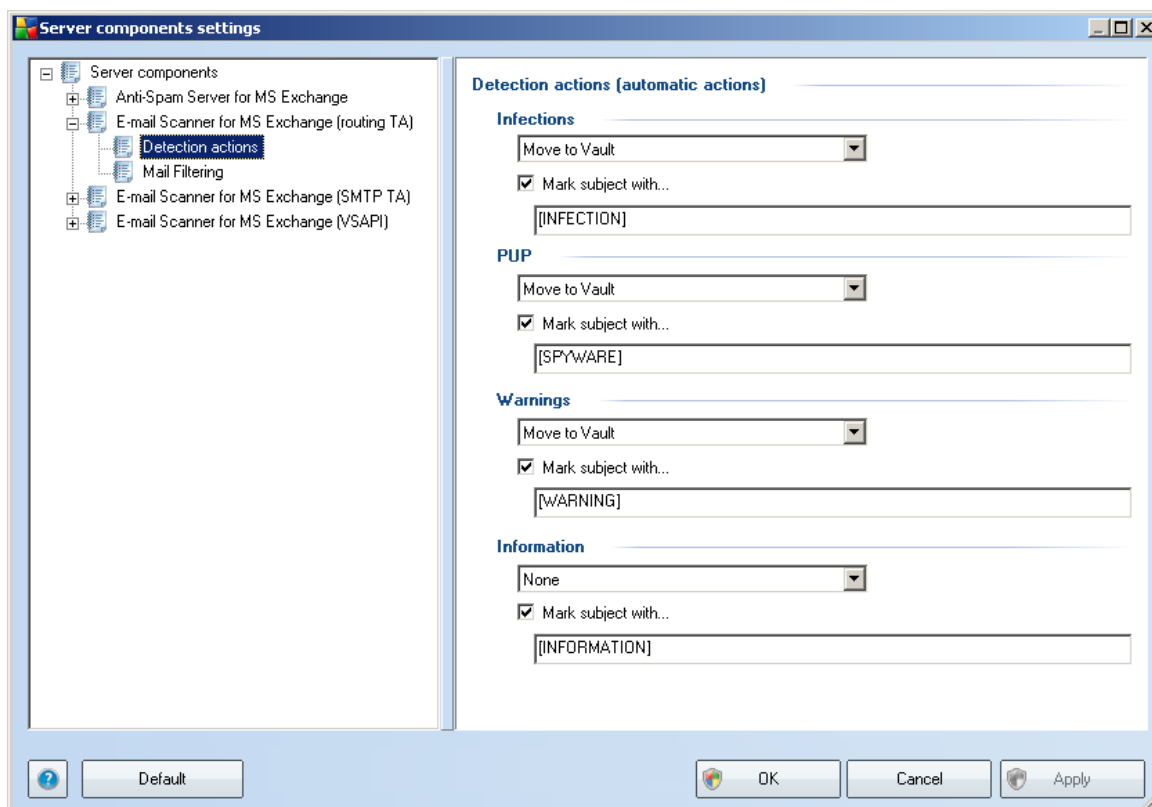 Server components settings
Server components
Anti-Spam Server for MS Exchange
E-mail Scanner for MS Exchange (routing TA)
Detection actions
Mail Filtering
E-mail Scanner for MS Exchange (SMTP TA)
E-mail Scanner for MS Exchange (VSAPI)
Detection actions (automatic actions)
Infections
Move to Vault
Mark subject with...
[INFECTION]
PUP
Move to Vault
Mark subject with...
[SPYWARE]
Warnings
Move to Vault
Mark subject with...
[WARNING]
Information
None
Mark subject with...
[INFORMATION]
?
Default
OK
Cancel
Apply